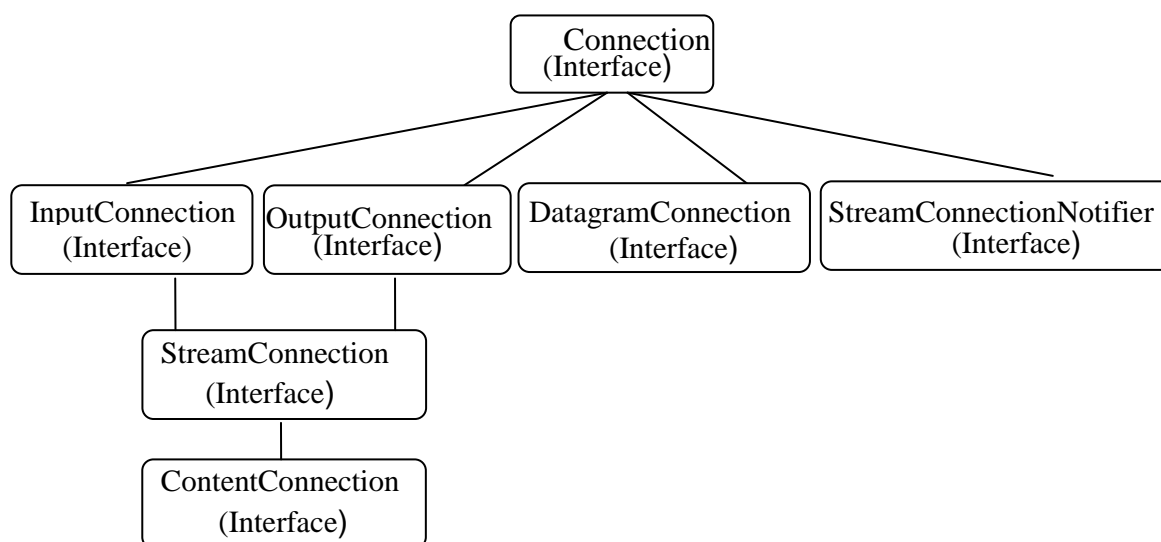 Connection
(Interface)
InputConnection
(Interface)
OutputConnection
(Interface)
DatagramConnection
(Interface)
StreamConnectionNotifier
(Interface)
StreamConnection
(Interface)
ContentConnection
(Interface)